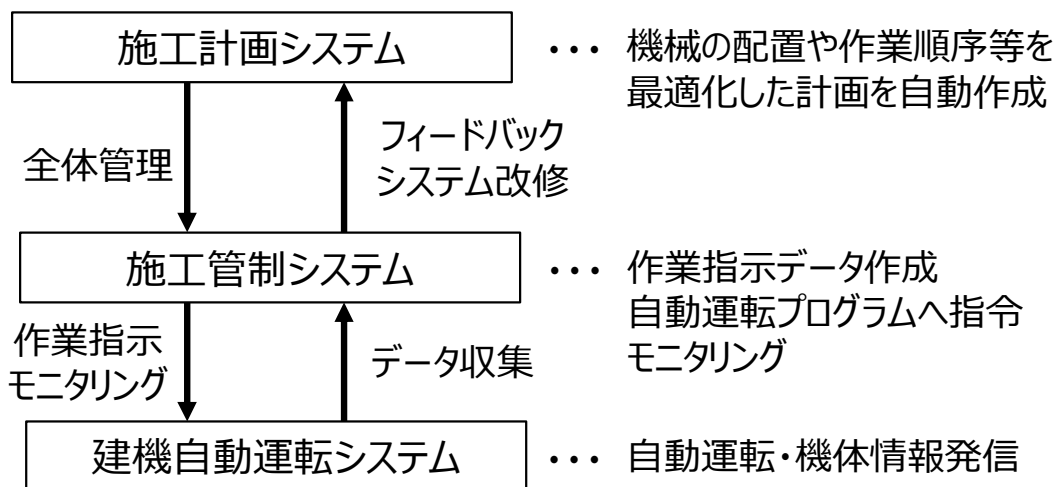 施工計画システム
・・・ 機械の配置や作業順序等を
最適化した計画を自動作成
全体管理
フィードバック
システム改修
施工管制システム
・・・ 作業指示データ作成
自動運転プログラムへ指令
モニタリング
作業指示
モニタリング
データ収集
建機自動運転システム
・・・ 自動運転・機体情報発信